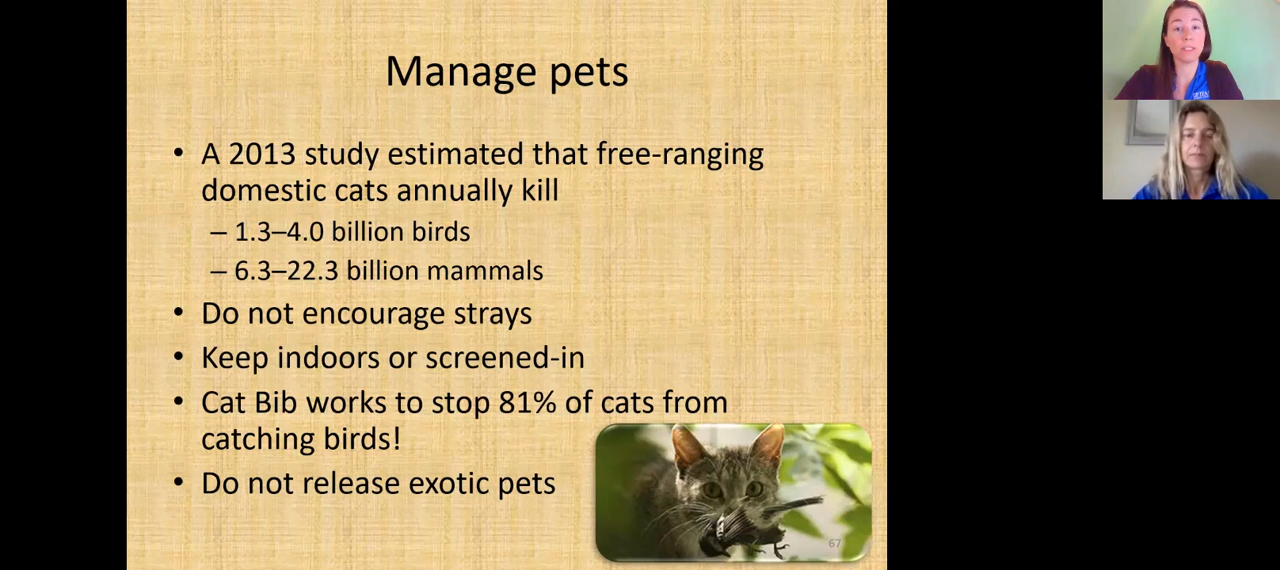 Manage pets
• A 2013 study estimated that free-ranging
domestic cats annually kill
– 1.3–4.0 billion birds
– 6.3–22.3 billion mammals
• Do not encourage strays
• Keep indoors or screened-in
• Cat Bib works to stop 81% of cats from
catching birds!
• Do not release exotic pets
67